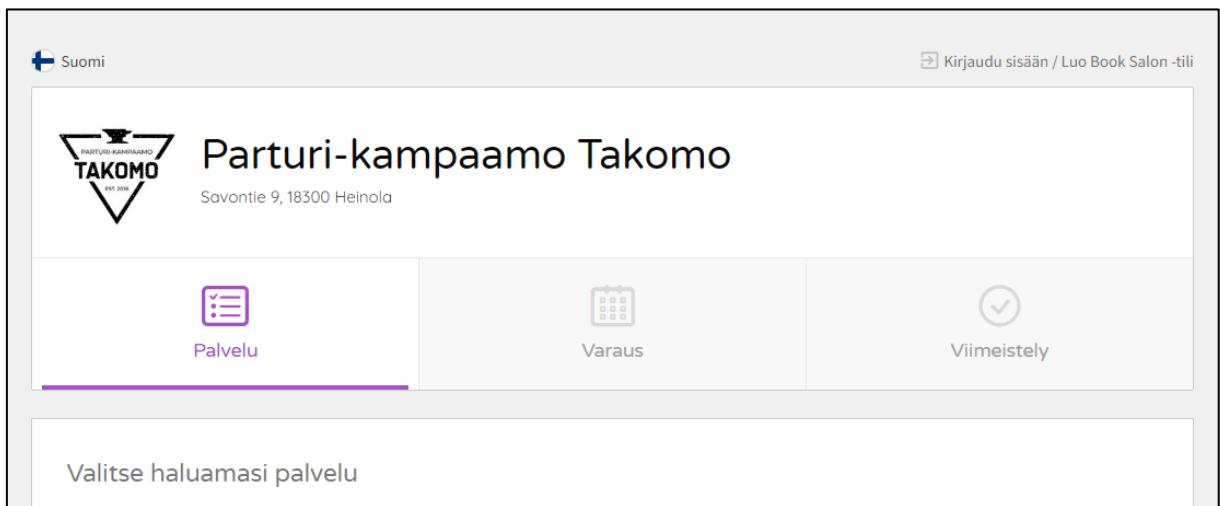 Suomi
Kirjaudu sisään / Luo Book Salon -tili
PARTURI-KAMPAAMO
TAKOMO
EST. 2016
Parturi-kampaamo Takomo
Savontie 9, 18300 Heinola
Palvelu
Varaus
Viimeistely
Valitse haluamasi palvelu